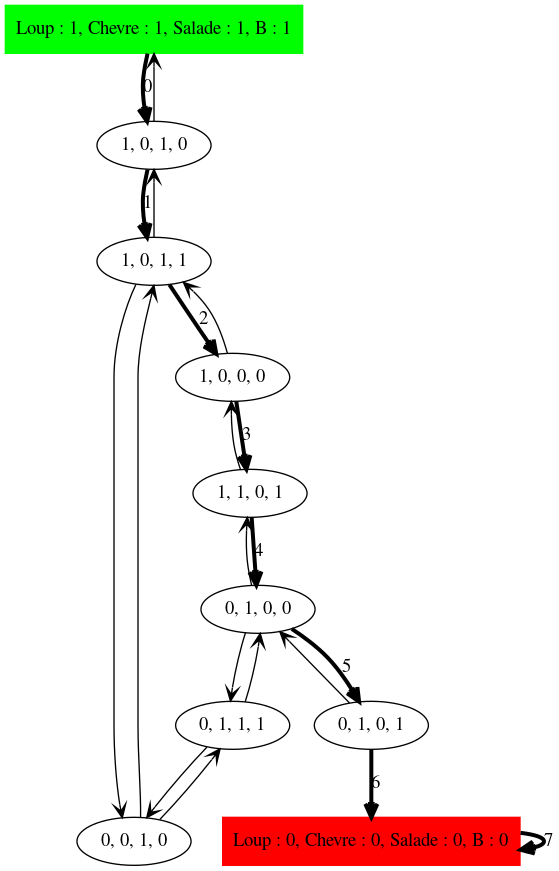 Loup : 1, Chevre : 1, Salade : 1, B : 1
0
1, 0, 1, 0
1
1, 0, 1, 1
2
1, 0, 0, 0
3
1, 1, 0, 1
4
0, 1, 0, 0
5
0, 1, 1, 1
0, 1, 0, 1
6
0, 0, 1, 0
Loup : 0, Chevre : 0, Salade : 0, B : 0
7